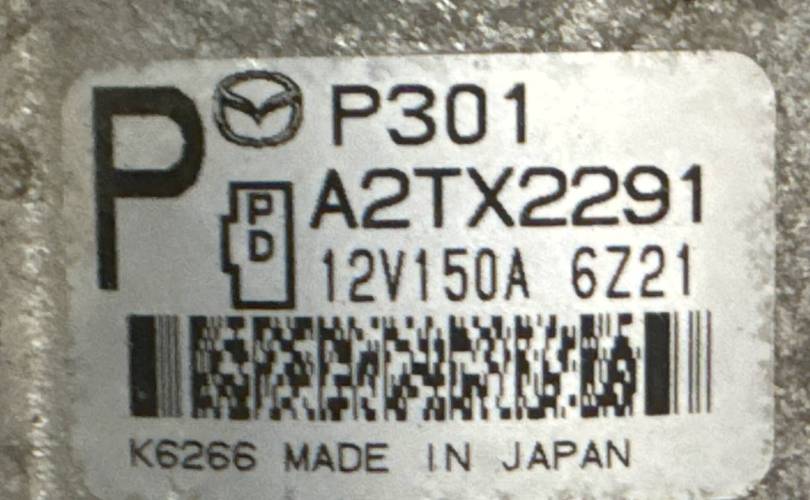 P P301
A2TX2291
PD
12V150A 6Z21
K6266 MADE IN JAPAN